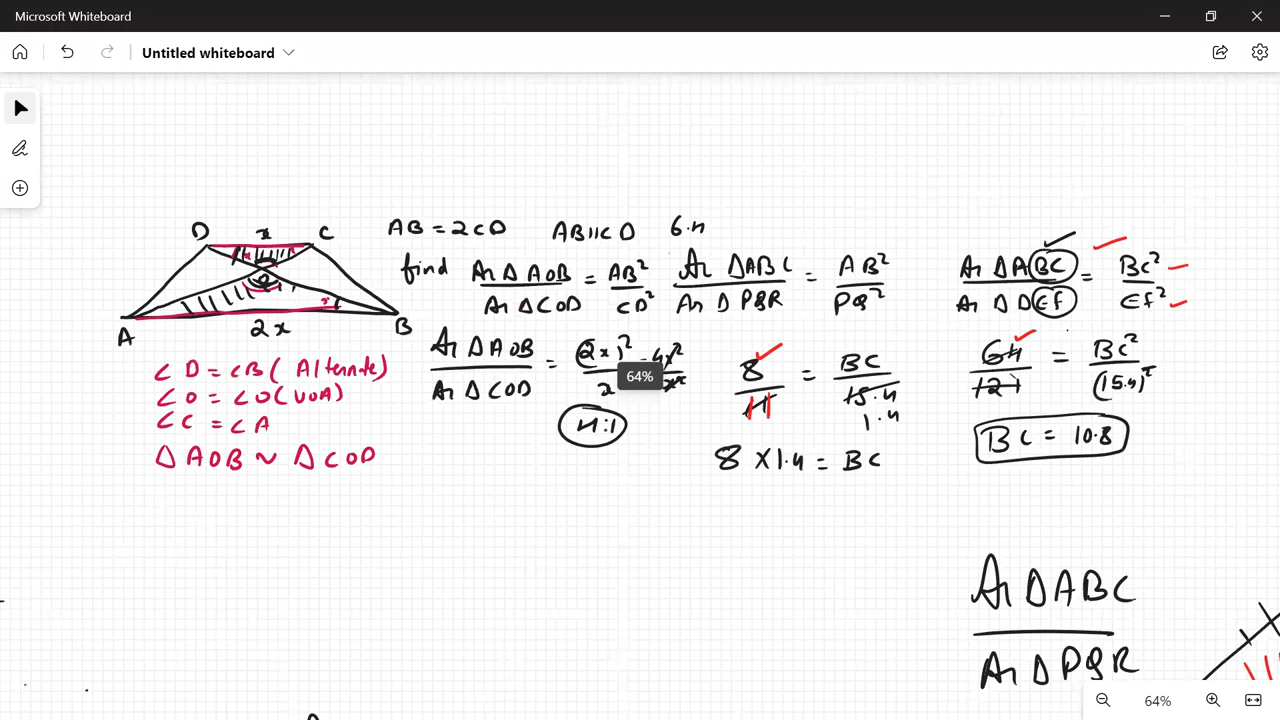 Microsoft Whiteboard
Untitled whiteboard
D x C
A 2x B
∠D = ∠B (Alternate)
∠O = ∠O (VOA)
∠C = ∠A
Δ AOB ~ Δ COD
AB = 2CD AB || CD 6.4
find Ar Δ AOB / Ar Δ COD = AB² / CD²
Ar Δ AOB / Ar Δ COD = (2x)²
4:1
64%
Ar ΔABC / Ar Δ PQR = AB² / PQ²
8 / 11 = BC / 15.4
1.4
8 × 1.4 = BC
Ar Δ ABC / Ar Δ DEF = BC² / EF²
64 / 121 = BC² / (15.4)²
BC = 10.8
Ar Δ ABC
Ar Δ PQR
64%